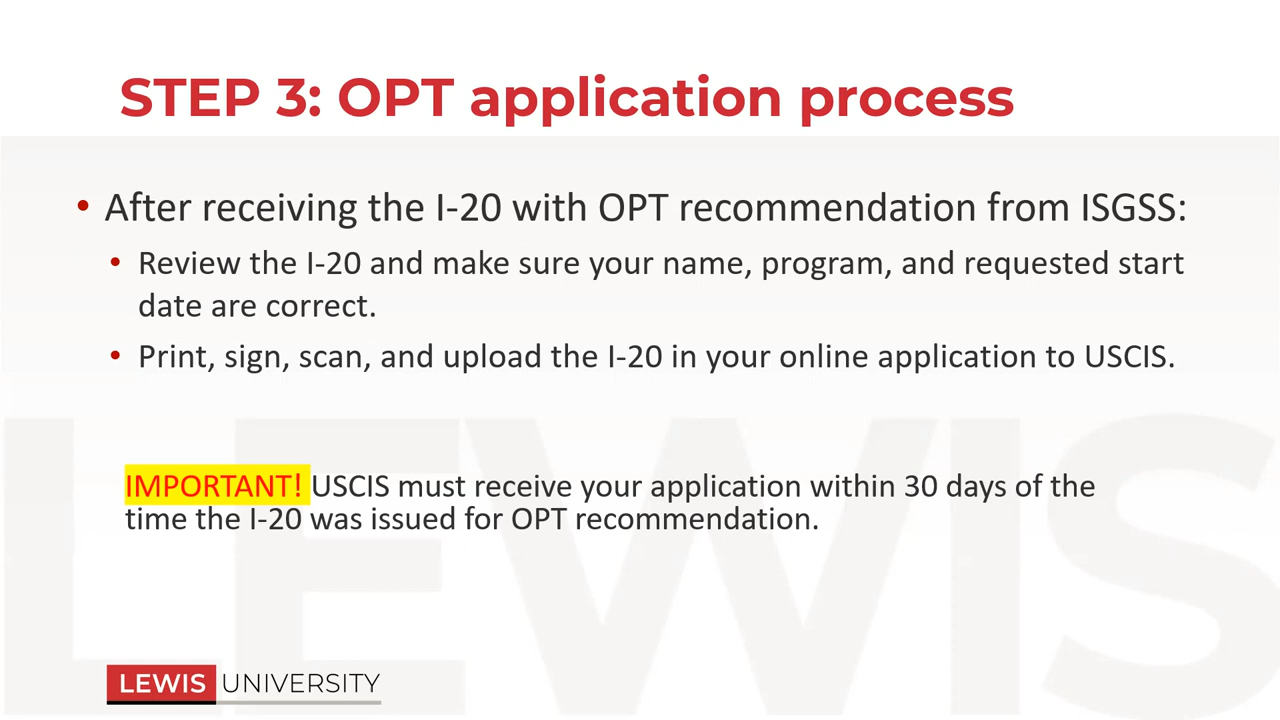 STEP 3: OPT application process
• After receiving the I-20 with OPT recommendation from ISGSS:
• Review the I-20 and make sure your name, program, and requested start
date are correct.
• Print, sign, scan, and upload the I-20 in your online application to USCIS.
IMPORTANT! USCIS must receive your application within 30 days of the
time the I-20 was issued for OPT recommendation.
LEWIS
LEWIS UNIVERSITY